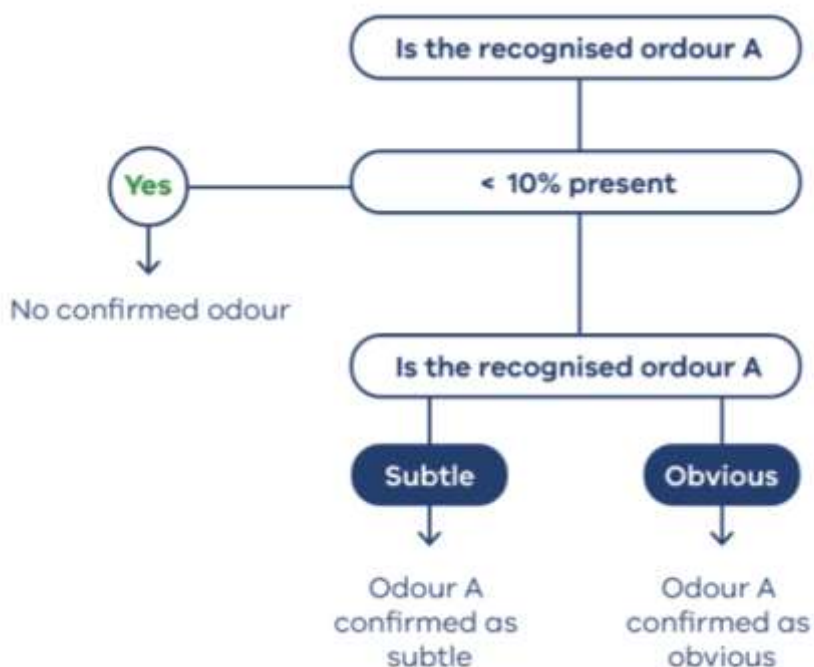 Is the recognised ordour A
Yes
< 10% present
No confirmed odour
Is the recognised ordour A
Subtle
Obvious
Odour A
confirmed as
subtle
Odour A
confirmed as
obvious